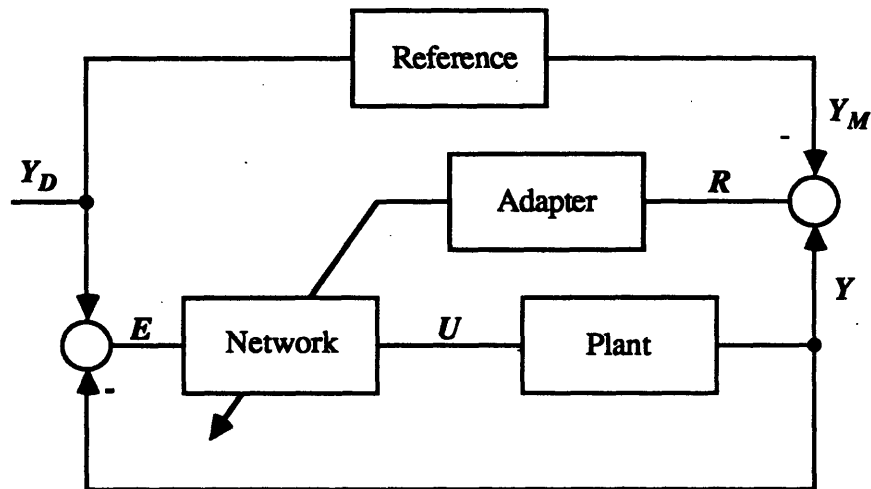 Reference
Y_M
-
Y_D
Adapter
R
Y
E
Network
U
Plant
-